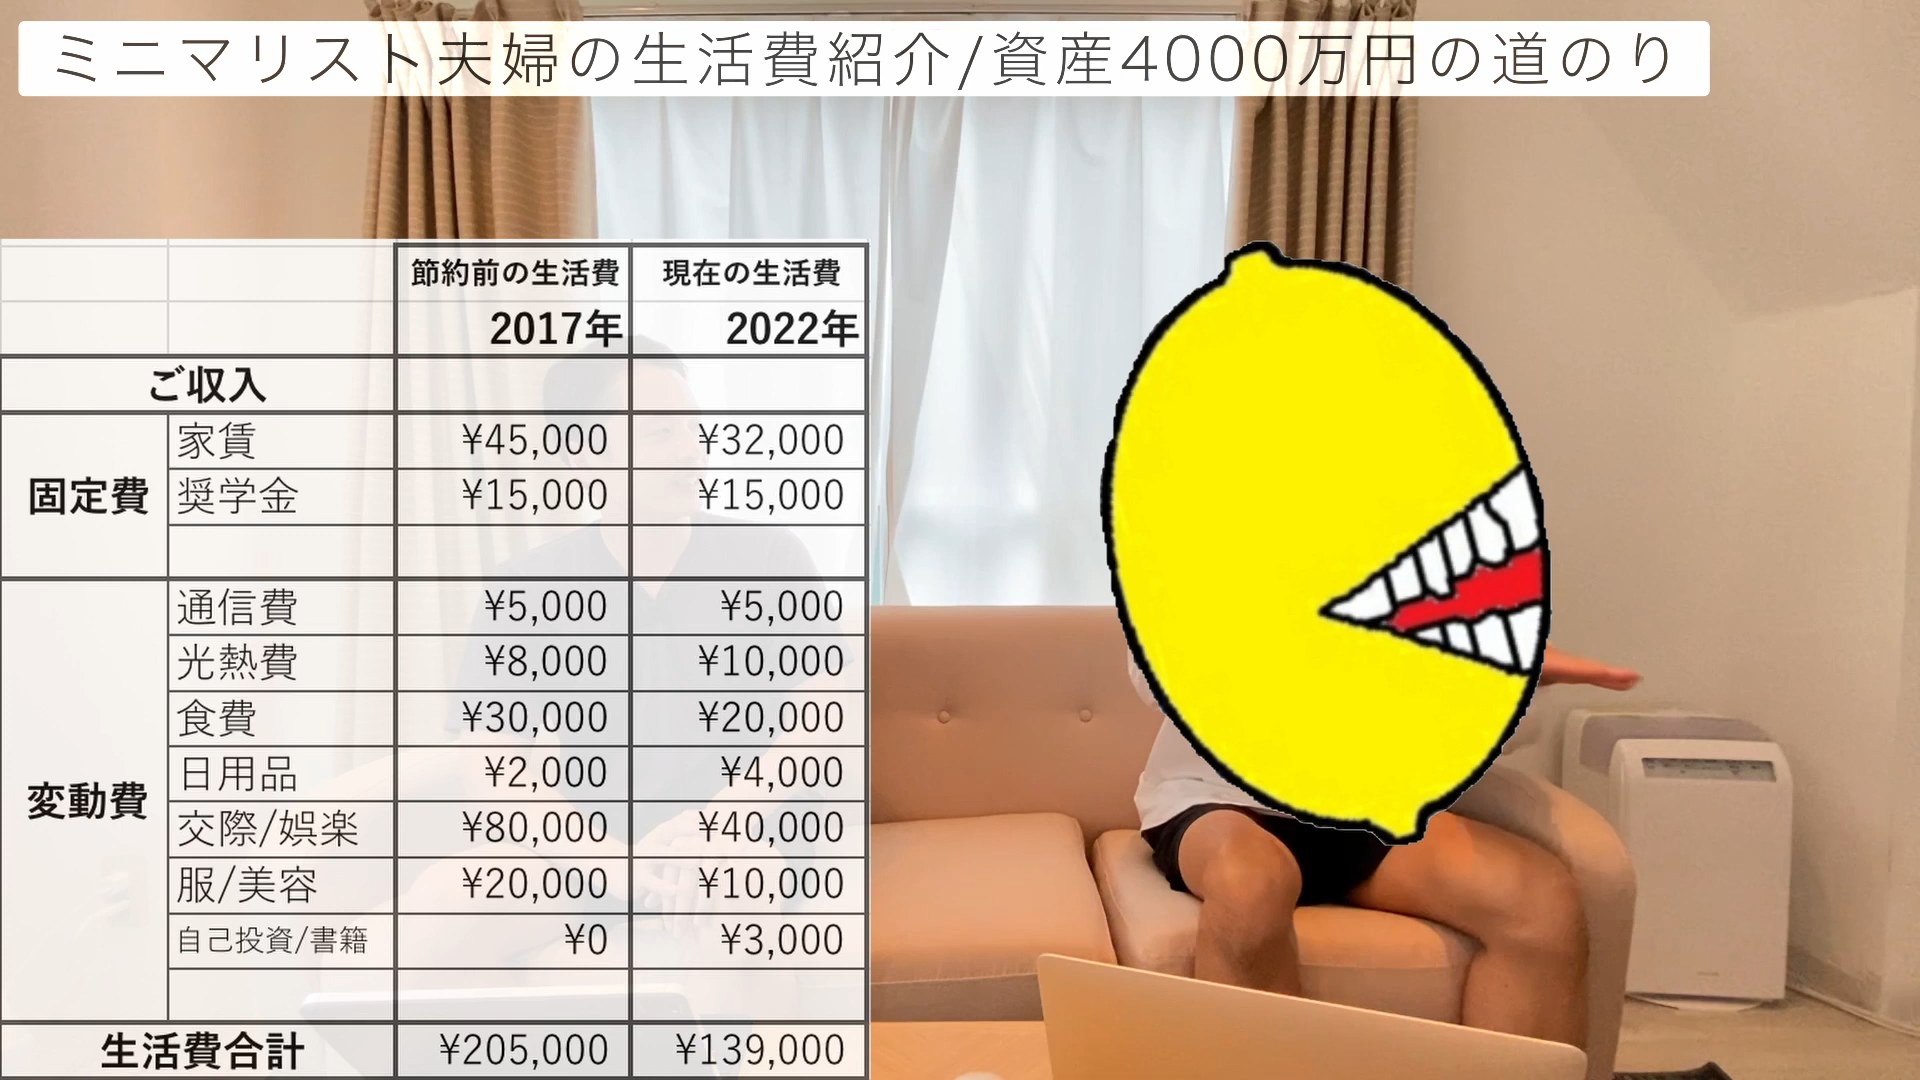 ミニマリスト夫婦の生活費紹介/資産4000万円の道のり
節約前の生活費 現在の生活費
2017年 2022年
ご収入
固定費
家賃 ¥45,000 ¥32,000
奨学金 ¥15,000 ¥15,000
変動費
通信費 ¥5,000 ¥5,000
光熱費 ¥8,000 ¥10,000
食費 ¥30,000 ¥20,000
日用品 ¥2,000 ¥4,000
交際/娯楽 ¥80,000 ¥40,000
服/美容 ¥20,000 ¥10,000
自己投資/書籍 ¥0 ¥3,000
生活費合計 ¥205,000 ¥139,000